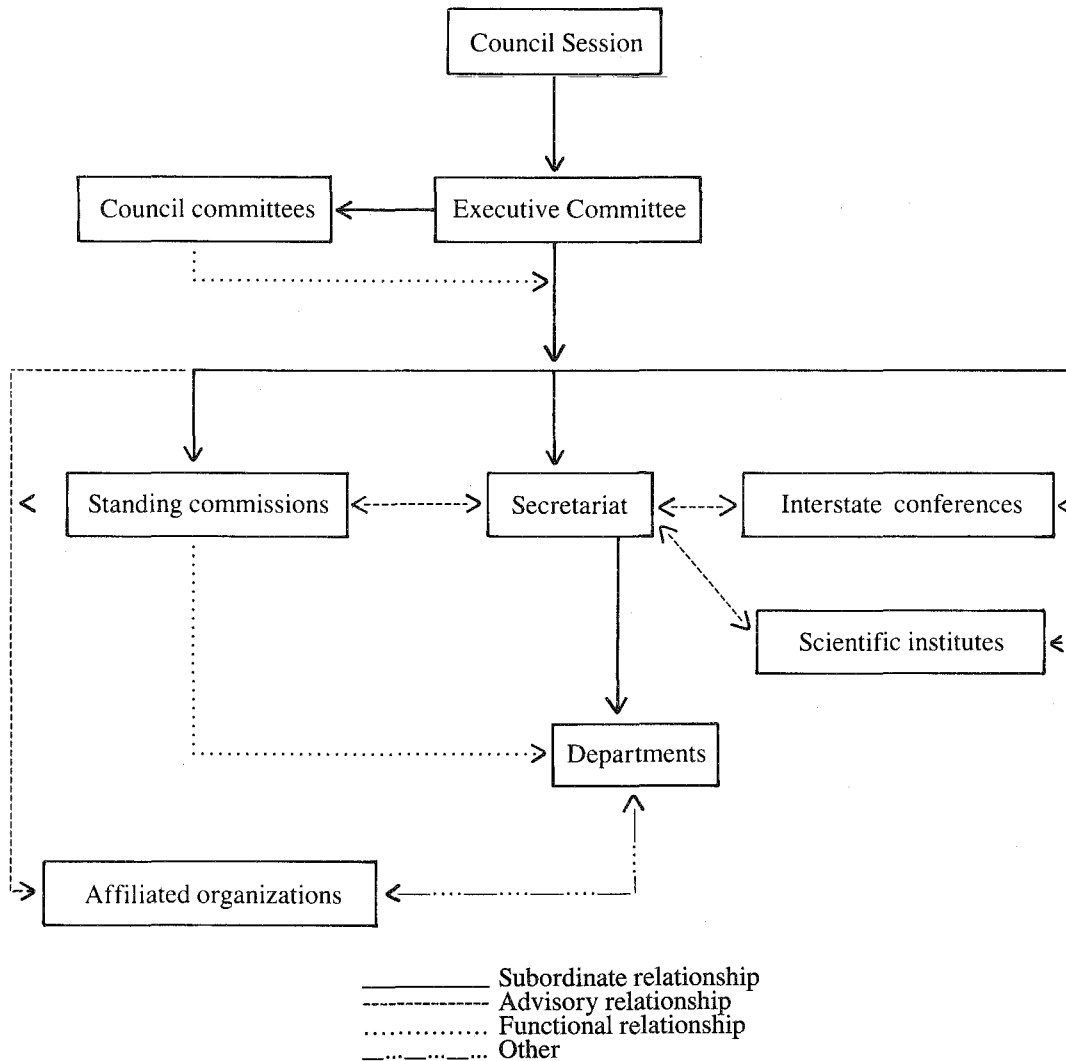 Council Session
Council committees
Executive Committee
Standing commissions
Secretariat
Interstate conferences
Scientific institutes
Departments
Affiliated organizations
Subordinate relationship
Advisory relationship
Functional relationship
Other